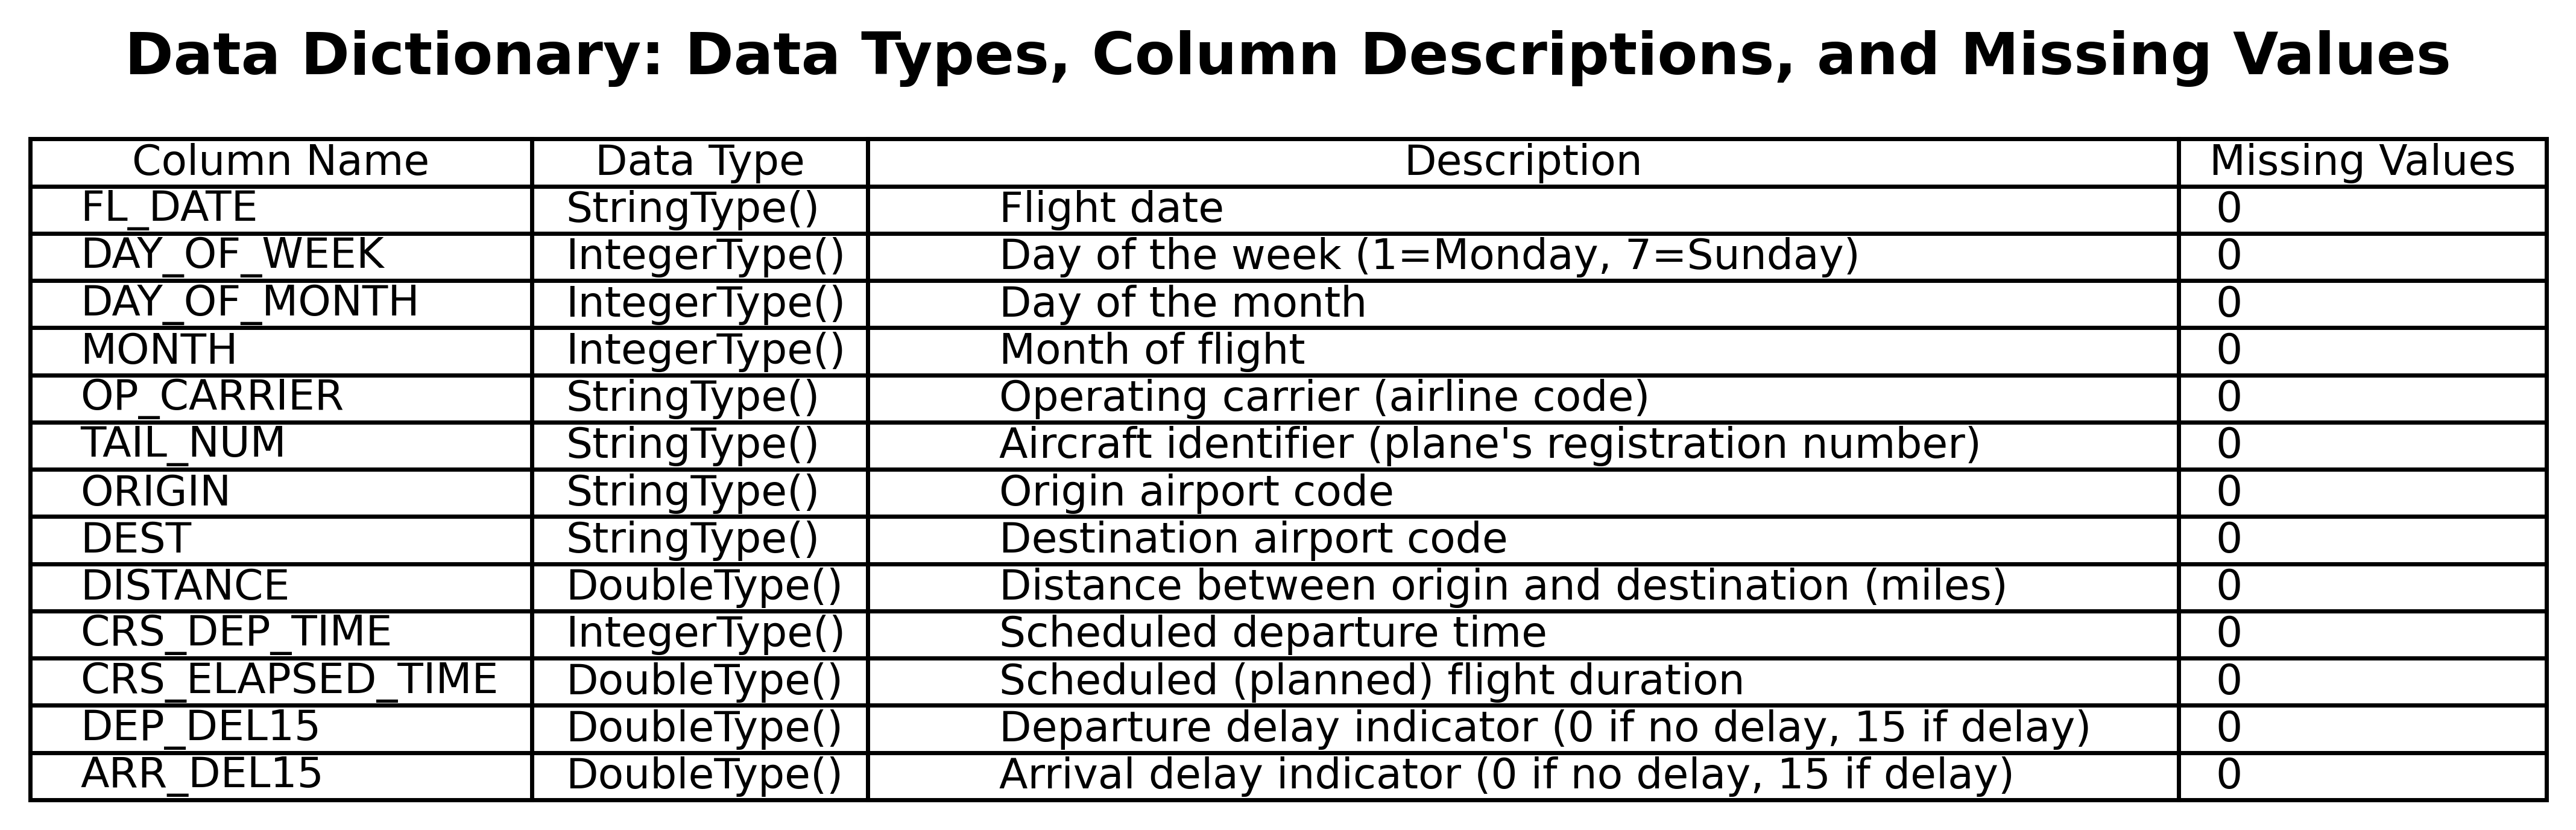 Data Dictionary: Data Types, Column Descriptions, and Missing Values
Column Name Data Type Description Missing Values
FL_DATE StringType() Flight date 0
DAY_OF_WEEK IntegerType() Day of the week (1=Monday, 7=Sunday) 0
DAY_OF_MONTH IntegerType() Day of the month 0
MONTH IntegerType() Month of flight 0
OP_CARRIER StringType() Operating carrier (airline code) 0
TAIL_NUM StringType() Aircraft identifier (plane's registration number) 0
ORIGIN StringType() Origin airport code 0
DEST StringType() Destination airport code 0
DISTANCE DoubleType() Distance between origin and destination (miles) 0
CRS_DEP_TIME IntegerType() Scheduled departure time 0
CRS_ELAPSED_TIME DoubleType() Scheduled (planned) flight duration 0
DEP_DEL15 DoubleType() Departure delay indicator (0 if no delay, 15 if delay) 0
ARR_DEL15 DoubleType() Arrival delay indicator (0 if no delay, 15 if delay) 0